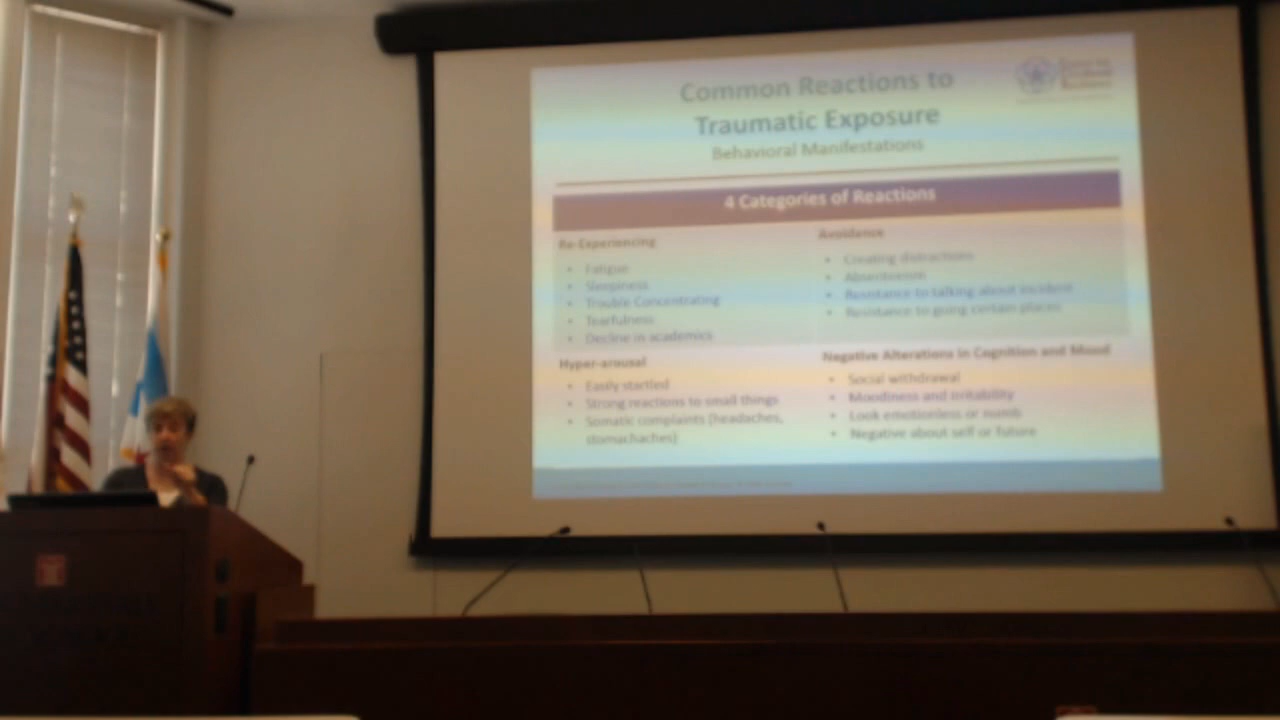 Common Reactions to
Traumatic Exposure
Behavioral Manifestations
4 Categories of Reactions
Re-Experiencing
• Fatigue
• Sleepiness
• Trouble Concentrating
• Tearfulness
• Decline in academics
Avoidance
• Creating distractions
• Absenteeism
• Resistance to talking about incident
• Resistance to going certain places
Hyper-arousal
• Easily startled
• Strong reactions to small things
• Somatic complaints (headaches,
stomachaches)
Negative Alterations in Cognition and Mood
• Social withdrawal
• Moodiness and irritability
• Look emotionless or numb
• Negative about self or future